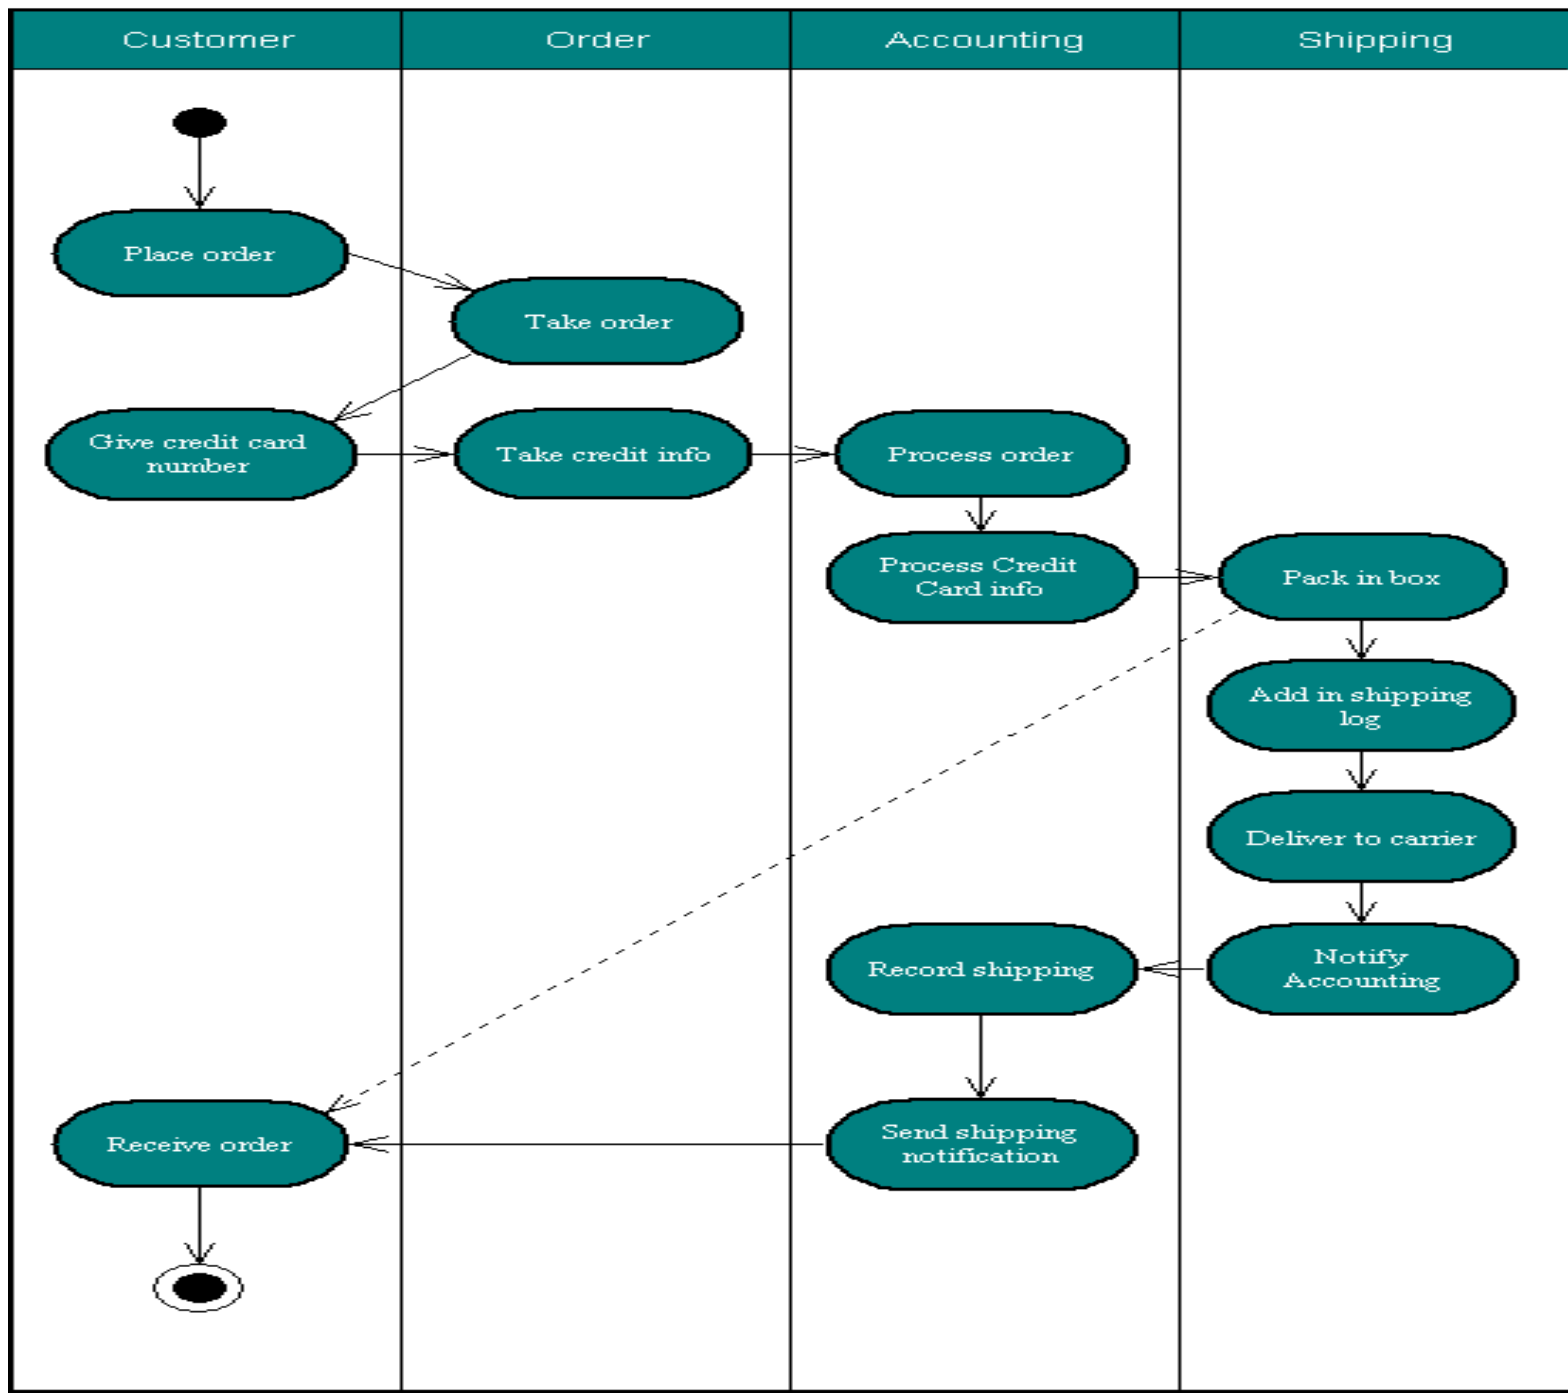 Customer
Order
Accounting
Shipping
Place order
Take order
Give credit card
number
Take credit info
Process order
Process Credit
Card info
Pack in box
Add in shipping
log
Deliver to carrier
Notify
Accounting
Record shipping
Send shipping
notification
Receive order